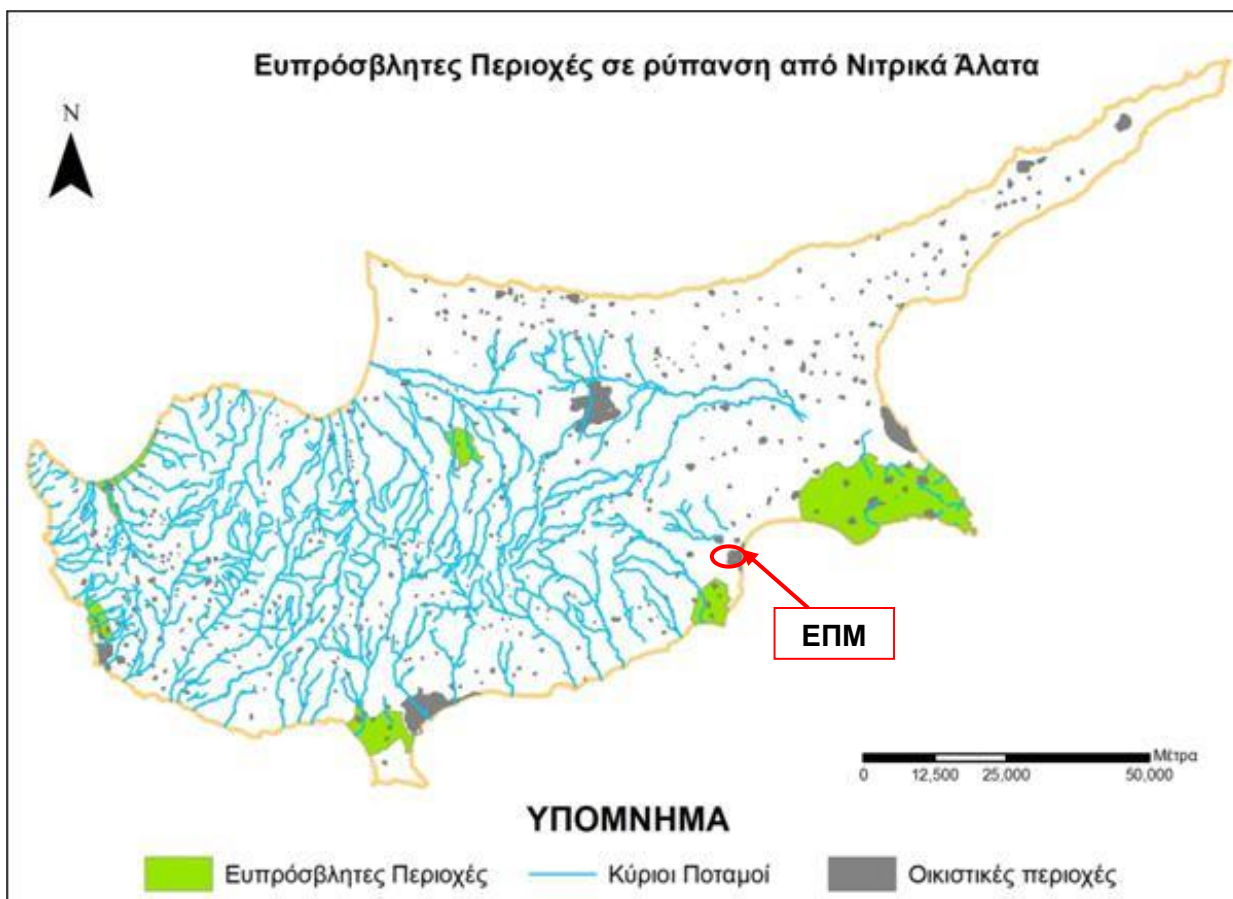 Ευπρόσβλητες Περιοχές σε ρύπανση από Νιτρικά Άλατα
N
ΕΠΜ
Μέτρα
0 12,500 25,000 50,000
ΥΠΟΜΝΗΜΑ
Ευπρόσβλητες Περιοχές Κύριοι Ποταμοί Οικιστικές περιοχές